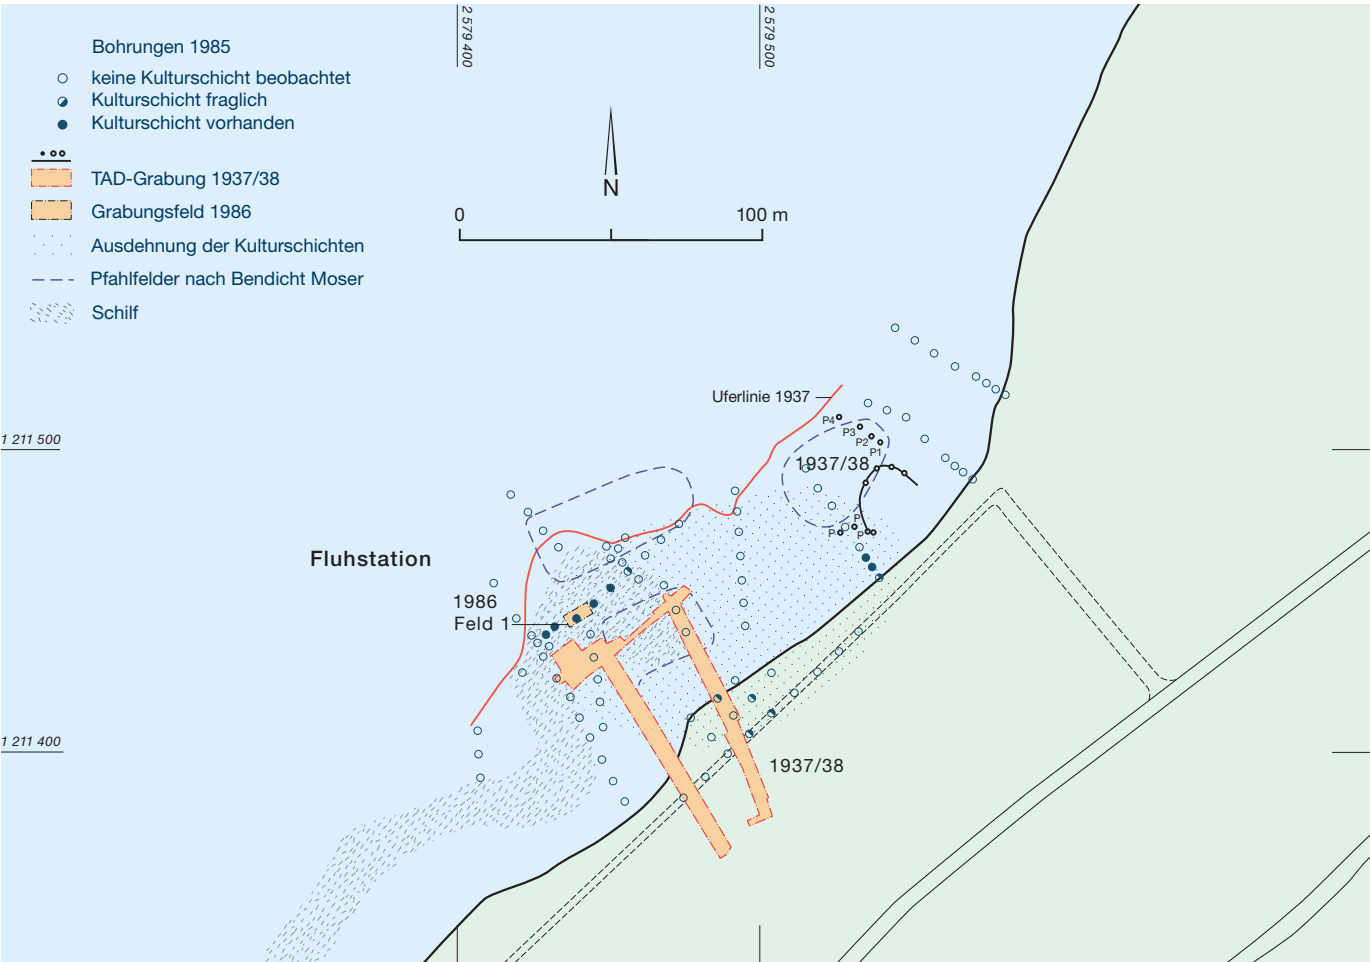 2 579 400
2 579 500
Bohrungen 1985
keine Kulturschicht beobachtet
Kulturschicht fraglich
Kulturschicht vorhanden
TAD-Grabung 1937/38
Grabungsfeld 1986
Ausdehnung der Kulturschichten
Pfahlfelder nach Bendicht Moser
Schilf
N
0 100 m
Uferlinie 1937
P4
P3
P2
P1
1 211 500
1937/38
P
P
P
Fluhstation
1986
Feld 1
1 211 400
1937/38